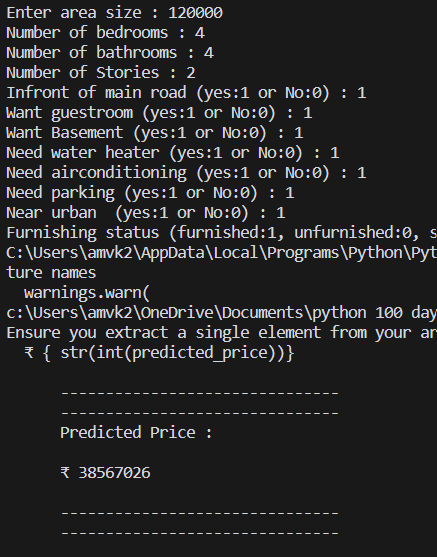 Enter area size : 120000
Number of bedrooms : 4
Number of bathrooms : 4
Number of Stories : 2
Infront of main road (yes:1 or No:0) : 1
Want guestroom (yes:1 or No:0) : 1
Want Basement (yes:1 or No:0) : 1
Need water heater (yes:1 or No:0) : 1
Need airconditioning (yes:1 or No:0) : 1
Need parking (yes:1 or No:0) : 1
Near urban  (yes:1 or No:0) : 1
Furnishing status (furnished:1, unfurnished:0, s
C:\Users\amvk2\AppData\Local\Programs\Python\Pyt
ture names
  warnings.warn(
c:\Users\amvk2\OneDrive\Documents\python 100 day
Ensure you extract a single element from your ar
  ₹ { str(int(predicted_price))}
------------------------------
------------------------------
Predicted Price :
₹ 38567026
------------------------------
------------------------------